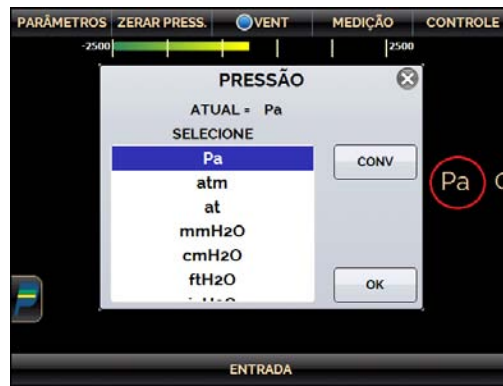 PARÂMETROS ZERAR PRESS. VENT MEDIÇÃO CONTROLE
-2500 2500
PRESSÃO
ATUAL = Pa
SELECIONE
Pa
atm
at
mmH2O
cmH2O
ftH2O
CONV
OK
Pa
ENTRADA